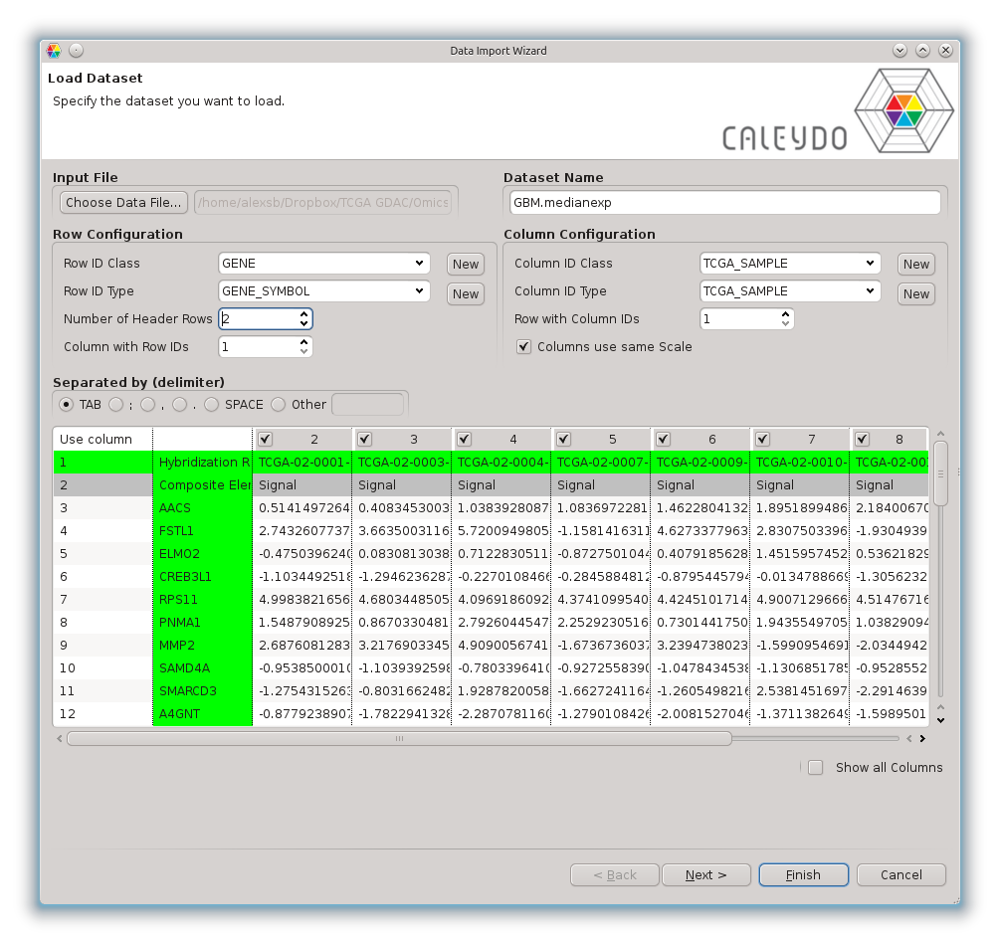 Data Import Wizard
Load Dataset
Specify the dataset you want to load.
CALEYDO
Input File Dataset Name
Choose Data File... /home/alexsb/Dropbox/TCGA GDAC/Omics GBM.medianexp
Row Configuration Column Configuration
Row ID Class GENE New Column ID Class TCGA_SAMPLE New
Row ID Type GENE_SYMBOL New Column ID Type TCGA_SAMPLE New
Number of Header Rows 2 Row with Column IDs 1
Column with Row IDs 1 Columns use same Scale
Separated by (delimiter)
TAB ; , . SPACE Other
Use column 2 3 4 5 6 7 8
1 Hybridization R TCGA-02-0001- TCGA-02-0003- TCGA-02-0004- TCGA-02-0007- TCGA-02-0009- TCGA-02-0010- TCGA-02-00
2 Composite Eler Signal Signal Signal Signal Signal Signal Signal
3 AACS 0.5141497264 0.4083453003 1.0383928087 1.0836972281 1.4622804132 1.8951899486 2.18400670
4 FSTL1 2.7432607737 3.6635003116 5.7200949805 -1.1581416311 4.6273377963 2.8307503396 -1.9304939
5 ELMO2 -0.4750396240 0.0830813038 0.7122830511 -0.8727501044 0.4079185628 1.4515957452 0.53621829
6 CREB3L1 -1.1034492518 -1.2946236287 -0.2270108466 -0.2845884812 -0.8795445794 -0.0134788669 -1.3056232
7 RPS11 4.9983821656 4.6803448505 4.0969186092 4.3741099540 4.4245101714 4.9007129666 4.51476716
8 PNMA1 1.5487908925 0.8670330481 2.7926044547 2.2529230516 0.7301441750 1.9435549705 1.03829094
9 MMP2 2.6876081283 3.2176903345 4.9090056741 -1.6736736037 3.2394738023 -1.5990954691 -2.0344942
10 SAMD4A -0.9538500010 -1.1039392598 -0.7803396410 -0.9272558390 -1.0478434538 -1.1306851785 -0.9528552
11 SMARCD3 -1.2754315263 -0.8031662482 1.9287820058 -1.6627241164 -1.2605498216 2.5381451697 -2.2914639
12 A4GNT -0.8779238907 -1.7822941328 -2.2870781160 -1.2790108426 -2.0081527046 -1.3711382649 -1.5989501
Show all Columns
< Back Next > Finish Cancel